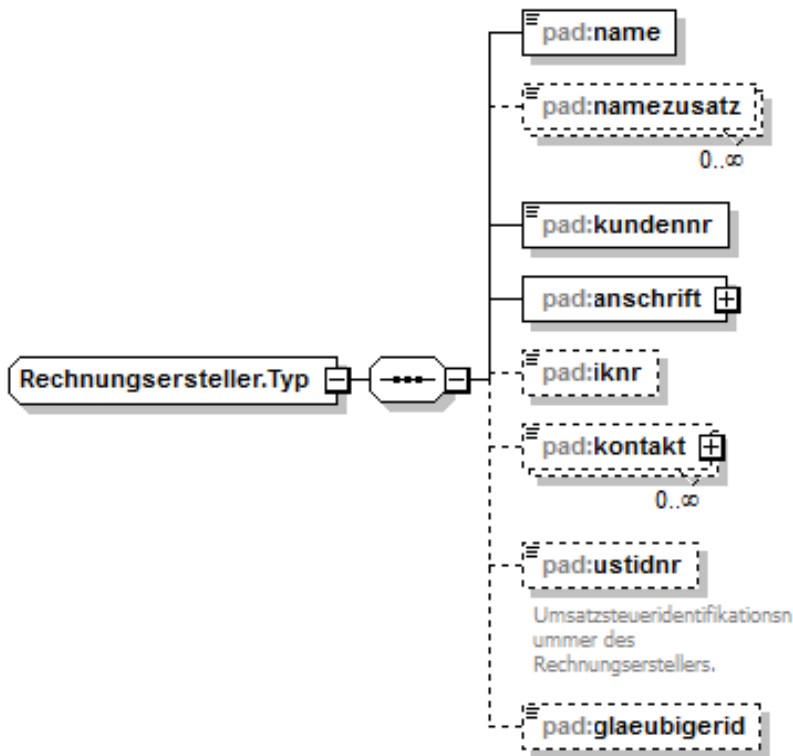 pad:name
pad:namezusatz
0..∞
pad:kundennr
pad:anschrift
Rechnungsersteller.Typ
pad:iknr
pad:kontakt
0..∞
pad:ustidnr
Umsatzsteueridentifikationsn
ummer des
Rechnungserstellers.
pad:glaeubigerid